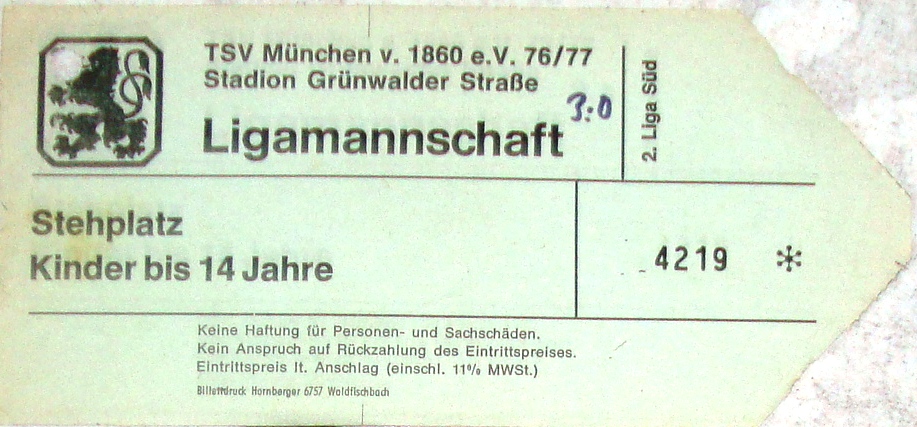 TSV München v. 1860 e.V. 76/77
Stadion Grünwalder Straße
Ligamannschaft 3:0
2. Liga Süd
Stehplatz
Kinder bis 14 Jahre
4219 *
Keine Haftung für Personen- und Sachschäden.
Kein Anspruch auf Rückzahlung des Eintrittspreises.
Eintrittspreis lt. Anschlag (einschl. 11% MWSt.)
Billettdruck Hornberger 6757 Waldfischbach